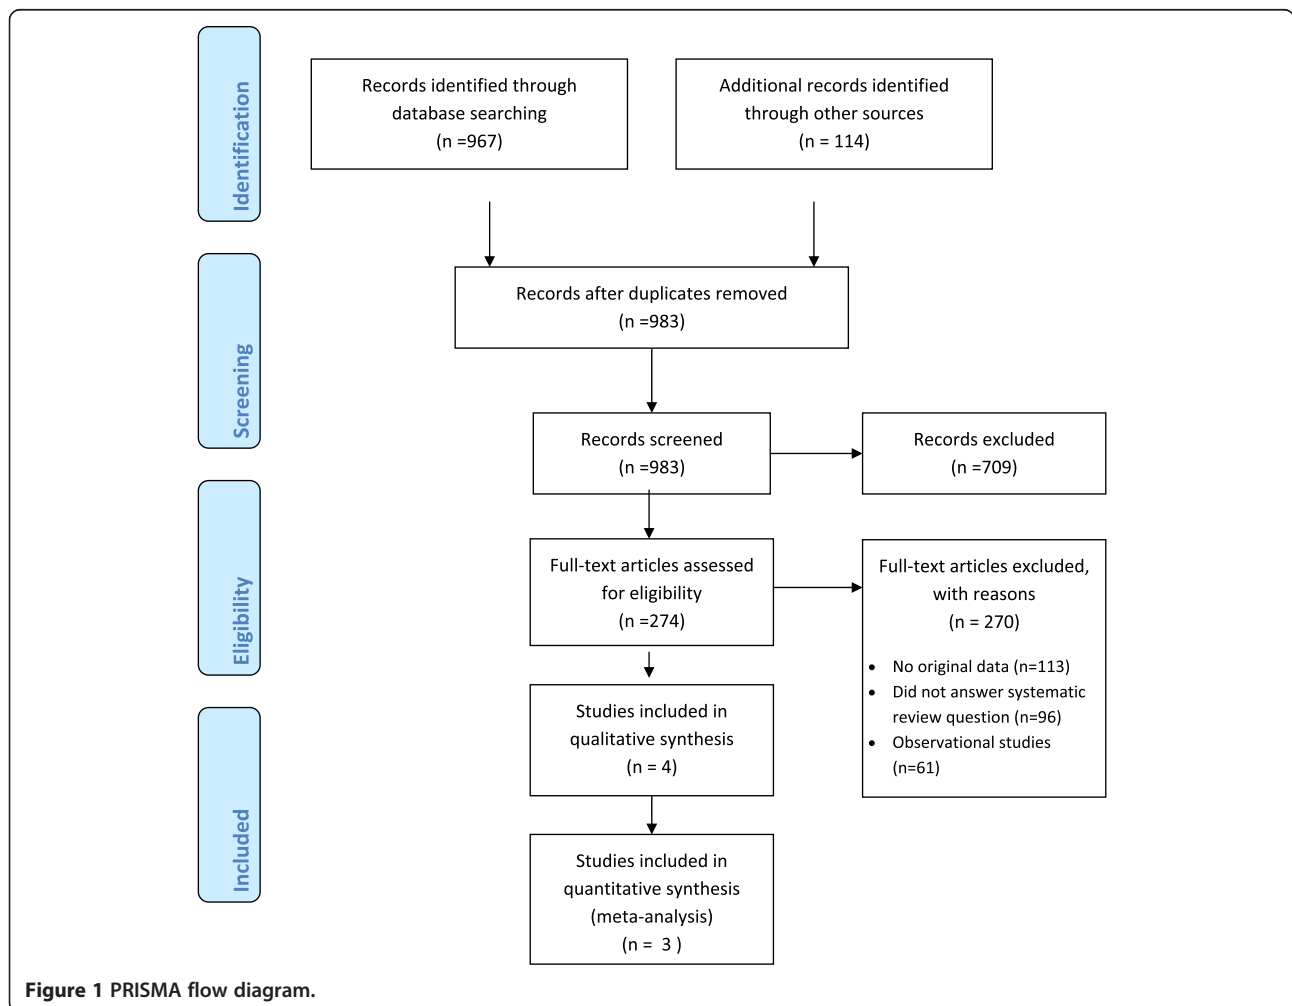 Identification
Records identified through
database searching
(n =967)
Additional records identified
through other sources
(n = 114)
Screening
Records after duplicates removed
(n =983)
Records screened
(n =983)
Records excluded
(n =709)
Eligibility
Full-text articles assessed
for eligibility
(n =274)
Full-text articles excluded,
with reasons
(n = 270)
• No original data (n=113)
• Did not answer systematic
review question (n=96)
• Observational studies
(n=61)
Included
Studies included in
qualitative synthesis
(n = 4)
Studies included in
quantitative synthesis
(meta-analysis)
(n = 3 )
Figure 1 PRISMA flow diagram.